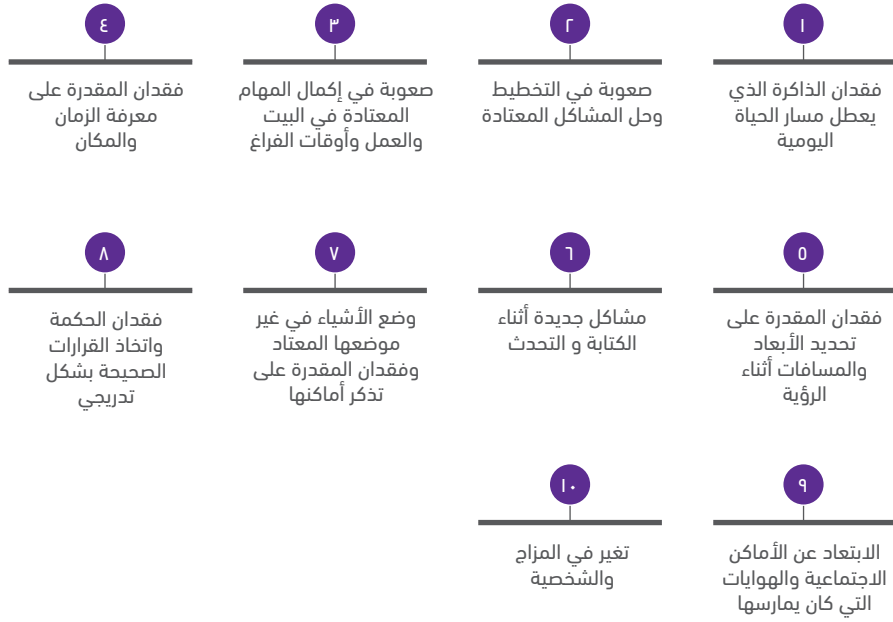 ١
فقدان الذاكرة الذي
يعطل مسار الحياة
اليومية
٢
صعوبة في التخطيط
وحل المشاكل المعتادة
٣
صعوبة في إكمال المهام
المعتادة في البيت
والعمل وأوقات الفراغ
٤
فقدان المقدرة على
معرفة الزمان
والمكان
٥
فقدان المقدرة على
تحديد الأبعاد
والمسافات أثناء
الرؤية
٦
مشاكل جديدة أثناء
الكتابة و التحدث
٧
وضع الأشياء في غير
موضعها المعتاد
وفقدان المقدرة على
تذكر أماكنها
٨
فقدان الحكمة
واتخاذ القرارات
الصحيحة بشكل
تدريجي
٩
الابتعاد عن الأماكن
الاجتماعية والهوايات
التي كان يمارسها
١٠
تغير في المزاج
والشخصية